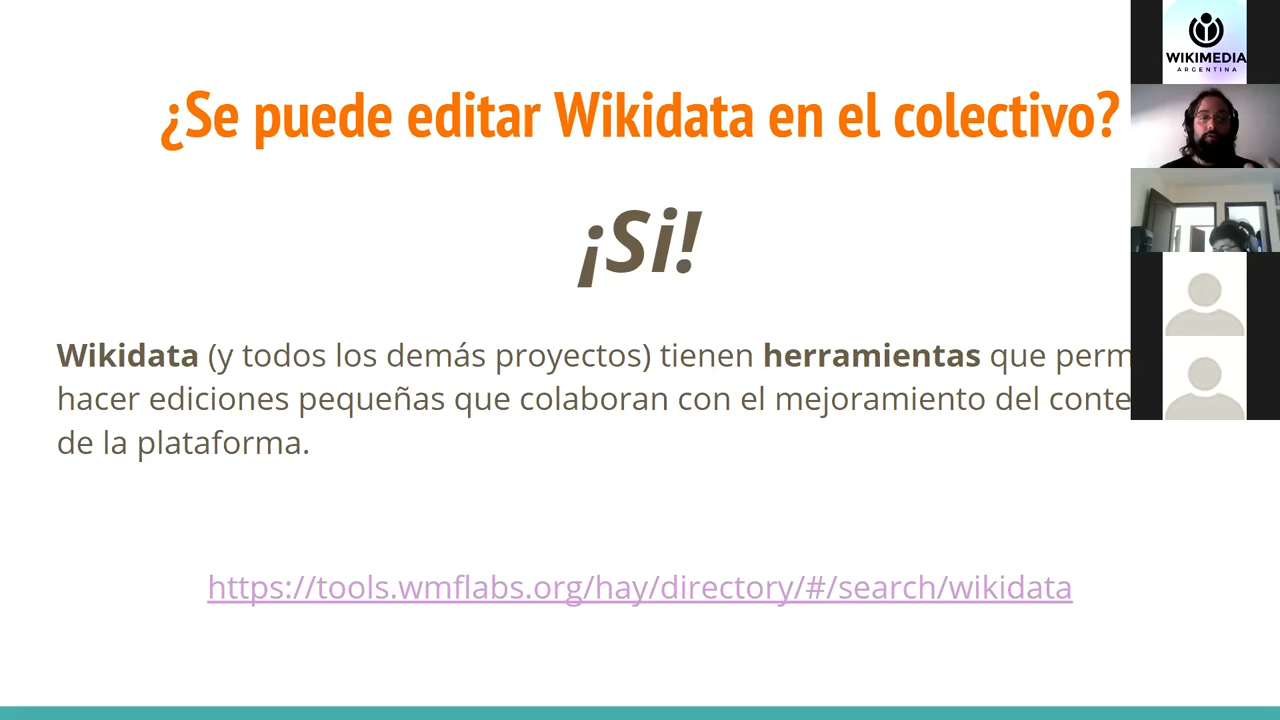 ¿Se puede editar Wikidata en el colectivo?
¡Si!
Wikidata (y todos los demás proyectos) tienen herramientas que perm
hacer ediciones pequeñas que colaboran con el mejoramiento del conte
de la plataforma.
https://tools.wmflabs.org/hay/directory/#/search/wikidata
WIKIMEDIA
ARGENTINA